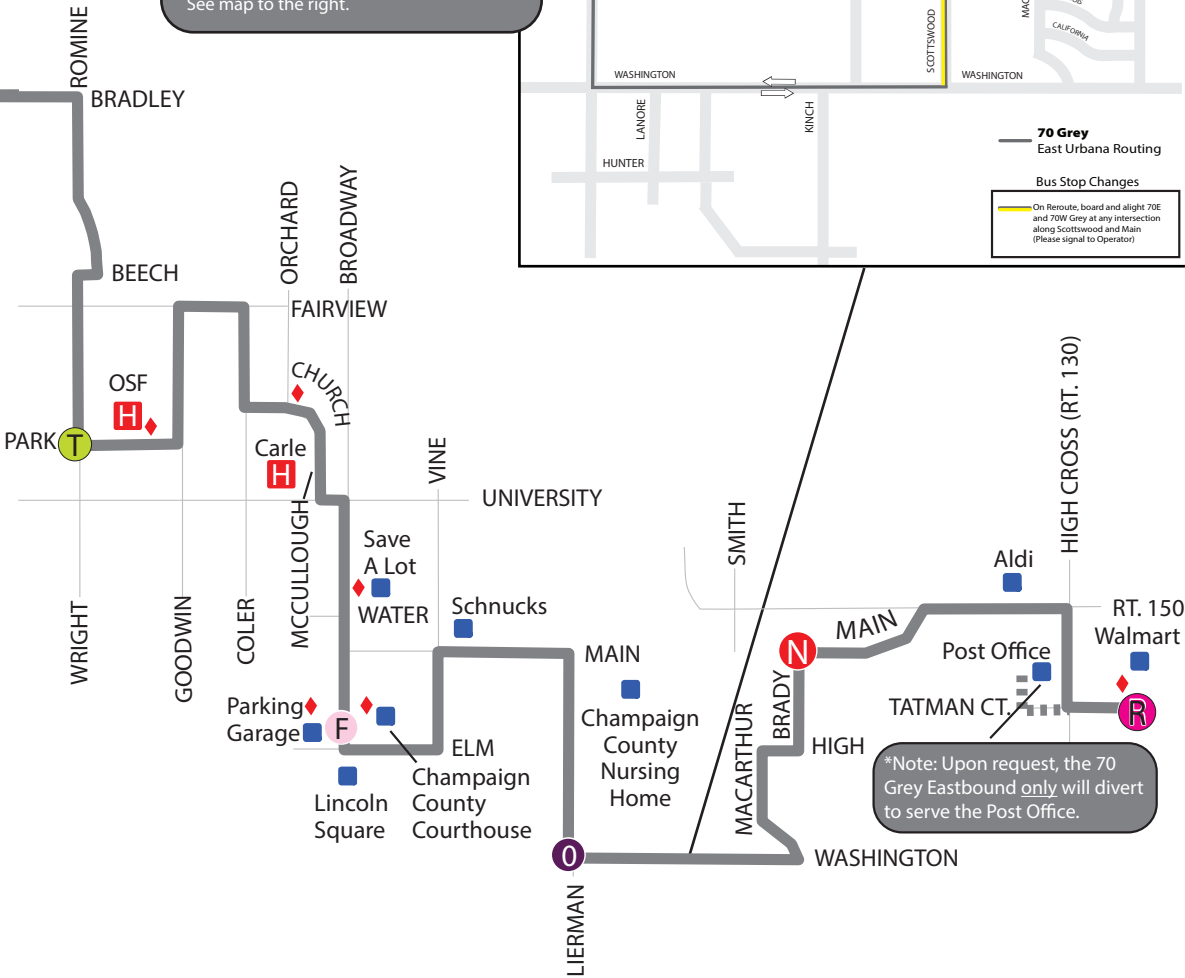 See map to the right.
WASHINGTON
SCOTTSWOOD
WASHINGTON
CALIFORNIA
LANORE
KINCH
HUNTER
70 Grey
East Urbana Routing
Bus Stop Changes
On Reroute, board and alight 70E
and 70W Grey at any intersection
along Scottswood and Main
(Please signal to Operator)
ROMINE
BRADLEY
BEECH
ORCHARD
BROADWAY
FAIRVIEW
OSF
H
CHURCH
PARK
T
Carle
H
VINE
UNIVERSITY
MCCULLOUGH
WRIGHT
GOODWIN
COLER
Save
A Lot
WATER
Schnucks
MAIN
Parking
Garage
F
ELM
Lincoln
Square
Champaign
County
Courthouse
Champaign
County
Nursing
Home
O
LIERMAN
WASHINGTON
SMITH
MACARTHUR
BRADY
HIGH
N
MAIN
Aldi
HIGH CROSS (RT. 130)
RT. 150
Walmart
Post Office
TATMAN CT.
R
*Note: Upon request, the 70
Grey Eastbound only will divert
to serve the Post Office.